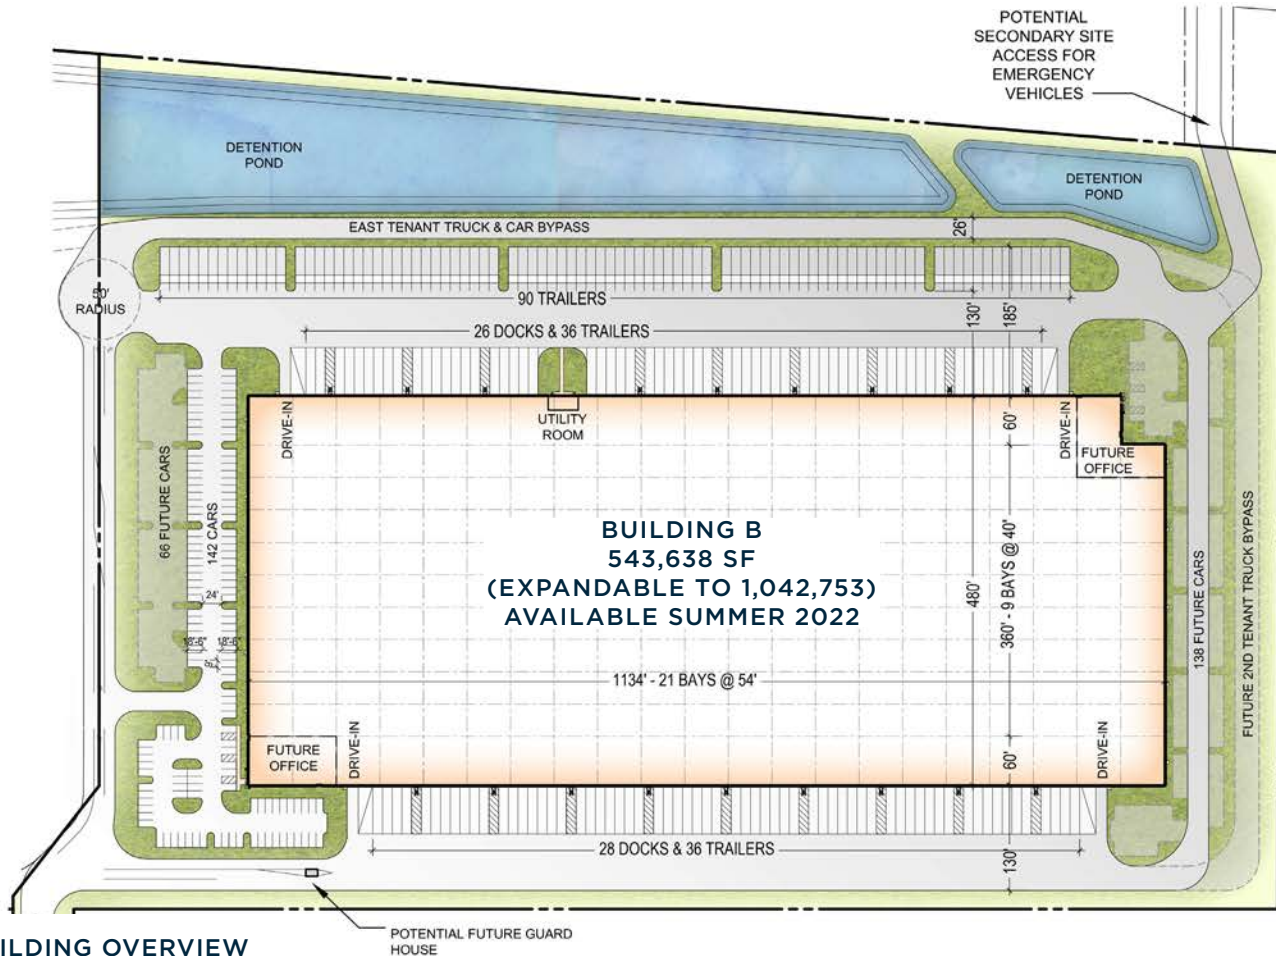 POTENTIAL
SECONDARY SITE
ACCESS FOR
EMERGENCY
VEHICLES
DETENTION
POND
DETENTION
POND
EAST TENANT TRUCK & CAR BYPASS
26'
50'
RADIUS
90 TRAILERS
130'
185'
26 DOCKS & 36 TRAILERS
DRIVE-IN
UTILITY
ROOM
60'
DRIVE-IN
FUTURE
OFFICE
66 FUTURE CARS
142 CARS
24'
18'-6"
18'-6"
9'
BUILDING B
543,638 SF
(EXPANDABLE TO 1,042,753)
AVAILABLE SUMMER 2022
480'
360' - 9 BAYS @ 40'
138 FUTURE CARS
FUTURE 2ND TENANT TRUCK BYPASS
1134' - 21 BAYS @ 54'
FUTURE
OFFICE
DRIVE-IN
60'
DRIVE-IN
28 DOCKS & 36 TRAILERS
130'
POTENTIAL FUTURE GUARD
HOUSE
ILDING OVERVIEW